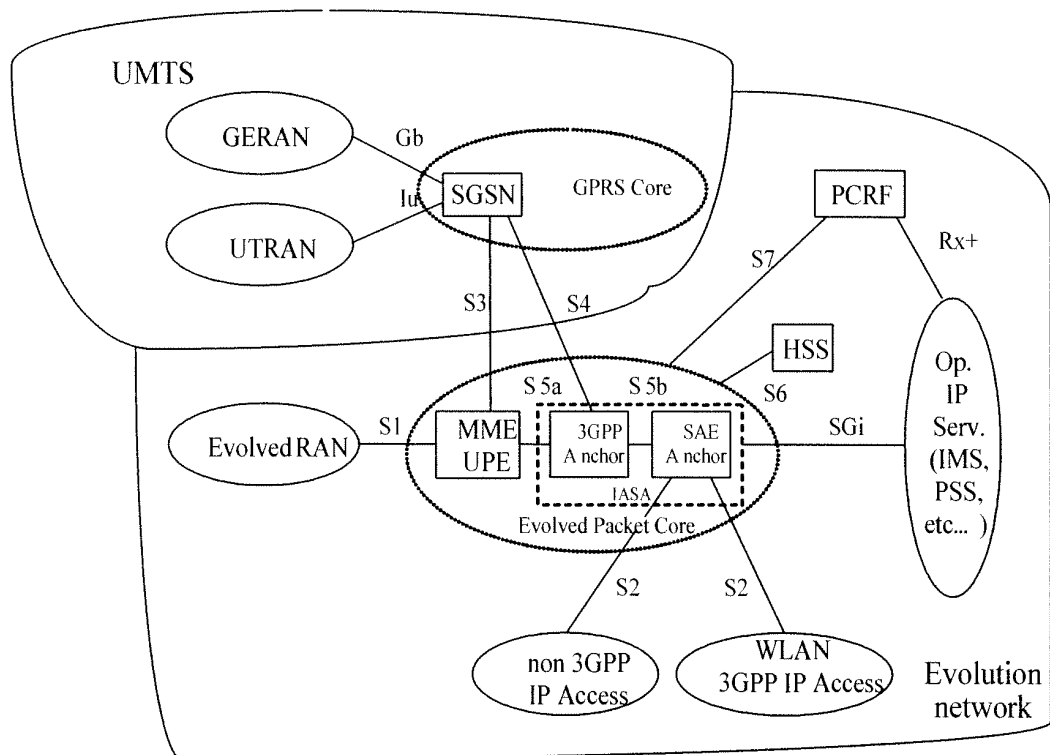 UMTS
GERAN
Gb
SGSN
GPRS Core
Iu
UTRAN
PCRF
Rx+
S7
S3
S4
HSS
S6
S5a
S5b
Evolved RAN
S1
MME
UPE
3GPP
Anchor
SAE
Anchor
IASA
Evolved Packet Core
SGi
Op.
IP
Serv.
(IMS,
PSS,
etc... )
S2
S2
non 3GPP
IP Access
WLAN
3GPP IP Access
Evolution
network